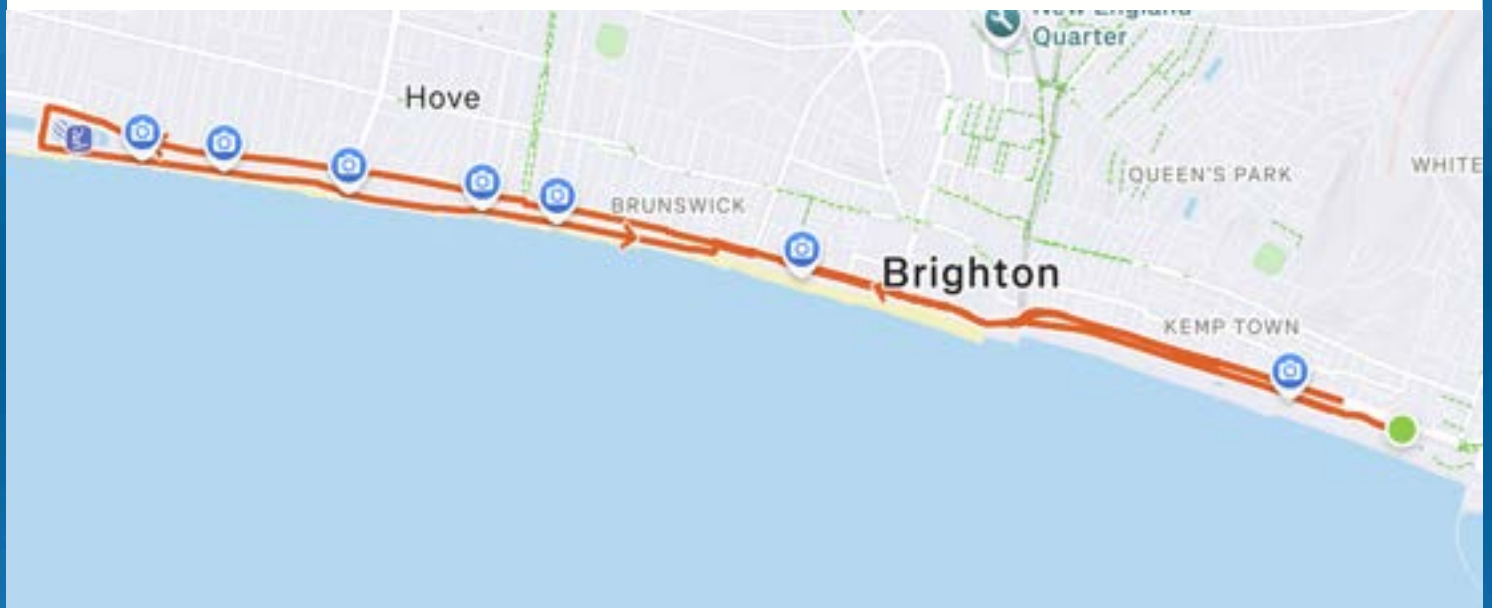 Quarter
Hove
QUEEN'S PARK
WHITE
BRUNSWICK
Brighton
KEMP TOWN